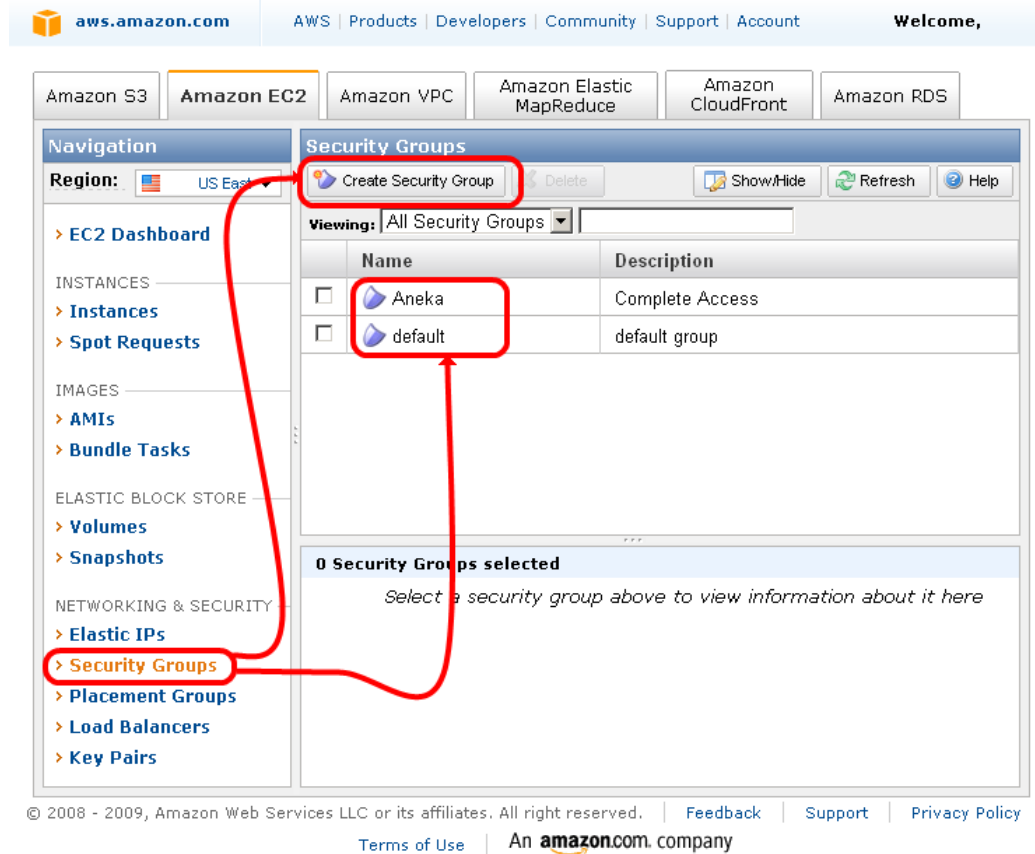 aws.amazon.com AWS | Products | Developers | Community | Support | Account Welcome,
Amazon S3 Amazon EC2 Amazon VPC Amazon Elastic MapReduce Amazon CloudFront Amazon RDS
Navigation
Region: US East
> EC2 Dashboard
INSTANCES
> Instances
> Spot Requests
IMAGES
> AMIs
> Bundle Tasks
ELASTIC BLOCK STORE
> Volumes
> Snapshots
NETWORKING & SECURITY
> Elastic IPs
> Security Groups
> Placement Groups
> Load Balancers
> Key Pairs
Security Groups
Create Security Group Delete Show/Hide Refresh Help
Viewing: All Security Groups
Name Description
Aneka Complete Access
default default group
0 Security Groups selected
Select a security group above to view information about it here
© 2008 - 2009, Amazon Web Services LLC or its affiliates. All right reserved. | Feedback | Support | Privacy Policy
Terms of Use | An amazon.com. company